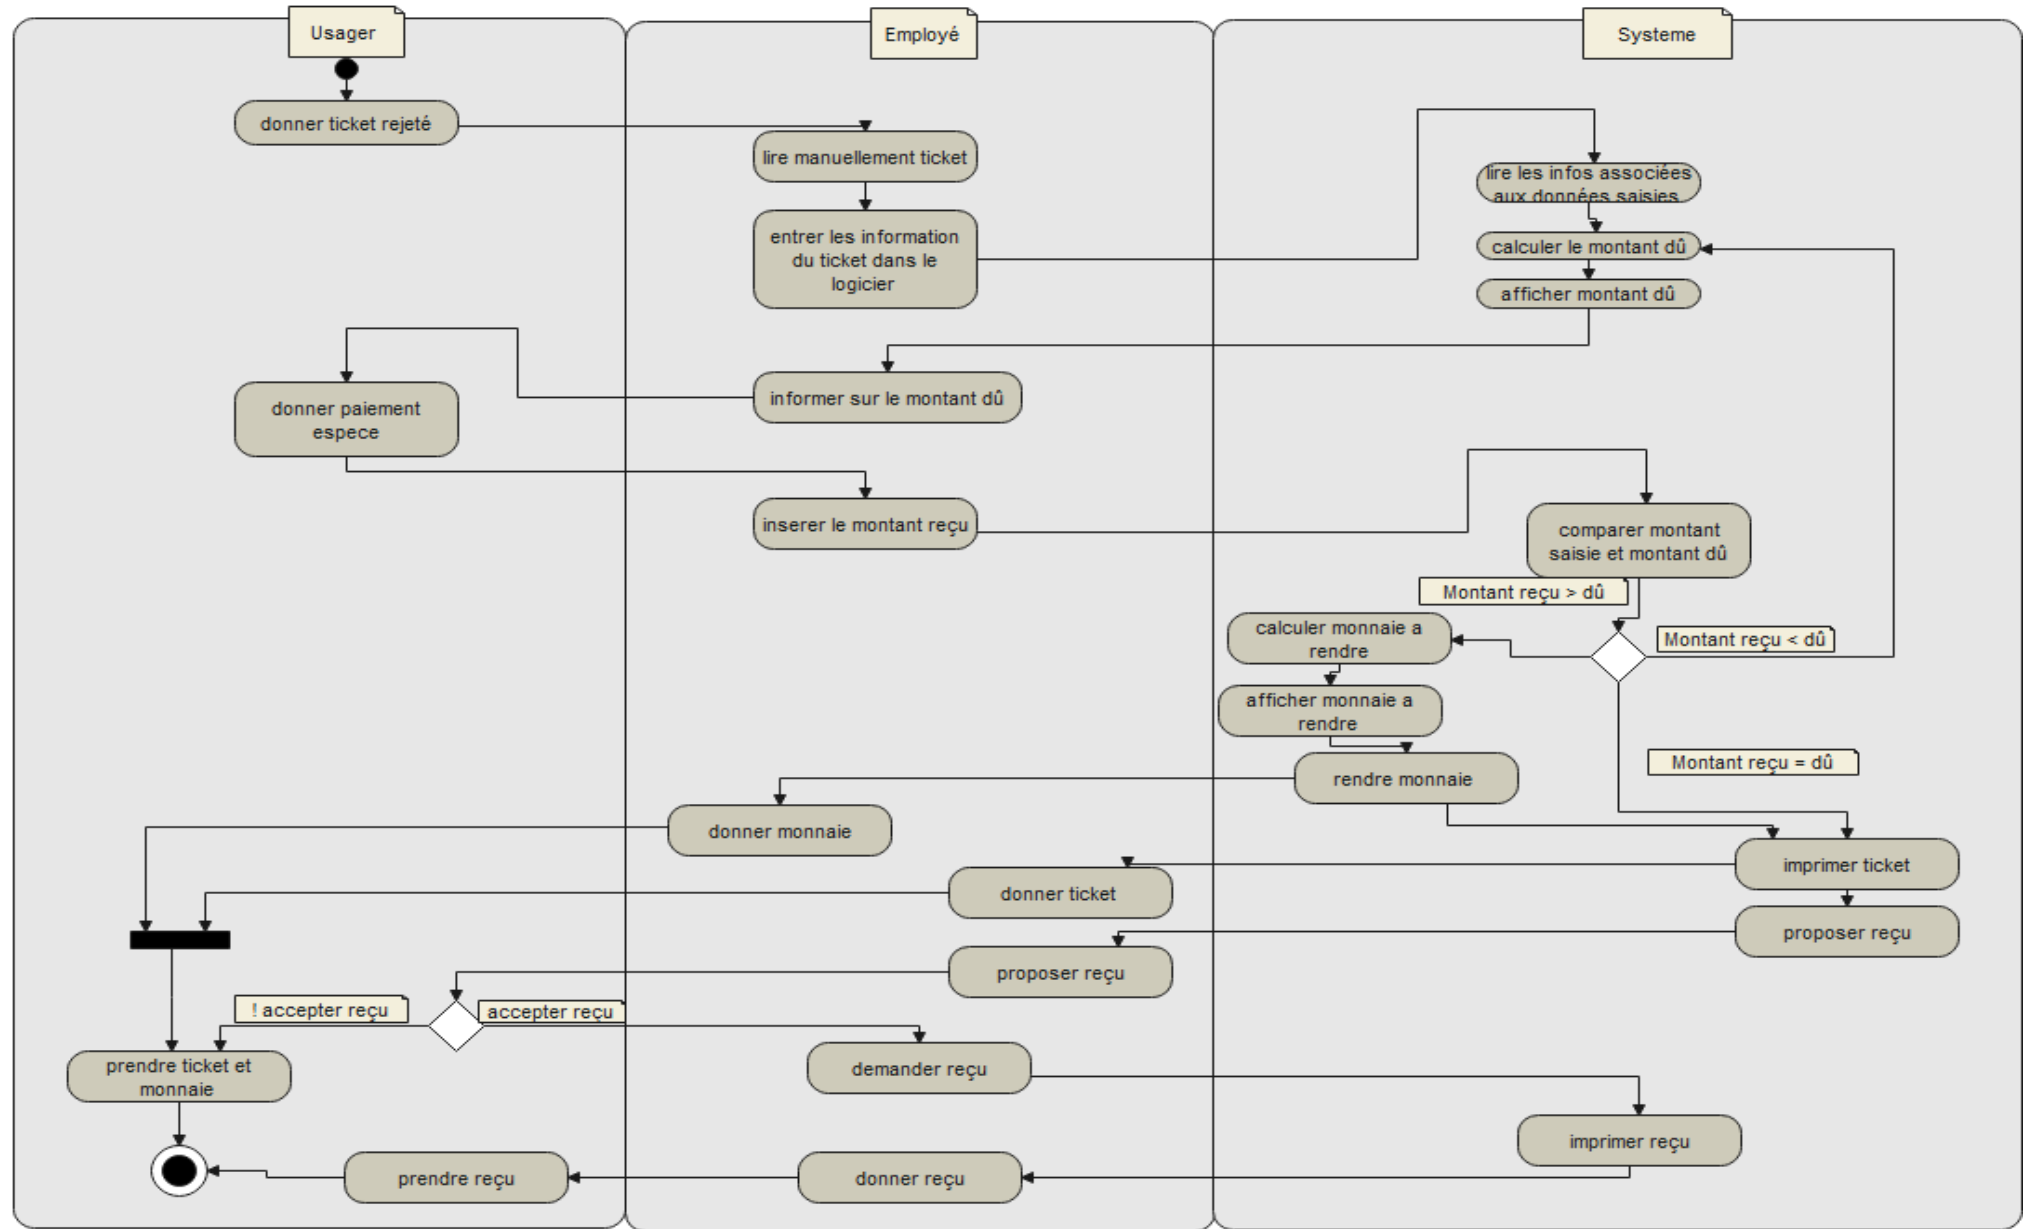 Usager
Employé
Systeme
donner ticket rejeté
lire manuellement ticket
lire les infos associées
aux données saisies
entrer les information
du ticket dans le
logicier
calculer le montant dû
afficher montant dû
informer sur le montant dû
donner paiement
espece
inserer le montant reçu
comparer montant
saisie et montant dû
Montant reçu > dû
calculer monnaie a
rendre
Montant reçu < dû
afficher monnaie a
rendre
Montant reçu = dû
rendre monnaie
donner monnaie
imprimer ticket
donner ticket
proposer reçu
proposer reçu
! accepter reçu
accepter reçu
prendre ticket et
monnaie
demander reçu
imprimer reçu
prendre reçu
donner reçu